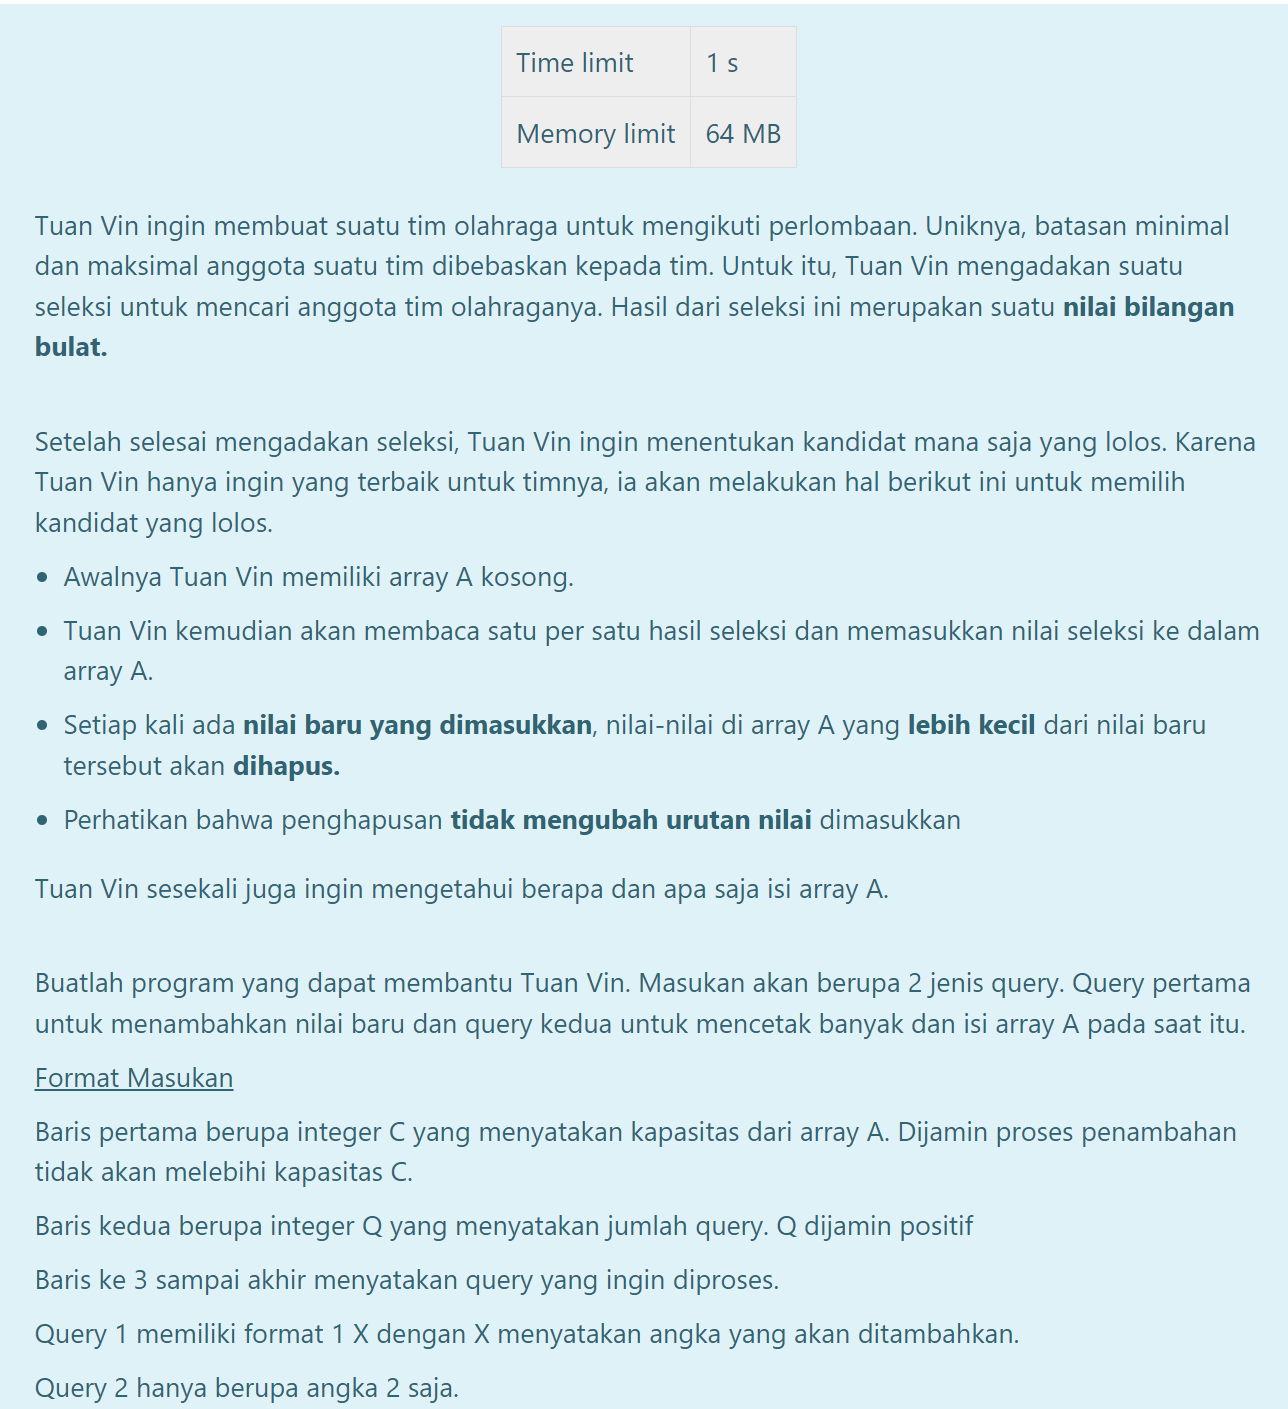 Time limit 1 s
Memory limit 64 MB
Tuan Vin ingin membuat suatu tim olahraga untuk mengikuti perlombaan. Uniknya, batasan minimal
dan maksimal anggota suatu tim dibebaskan kepada tim. Untuk itu, Tuan Vin mengadakan suatu
seleksi untuk mencari anggota tim olahraganya. Hasil dari seleksi ini merupakan suatu nilai bilangan
bulat.
Setelah selesai mengadakan seleksi, Tuan Vin ingin menentukan kandidat mana saja yang lolos. Karena
Tuan Vin hanya ingin yang terbaik untuk timnya, ia akan melakukan hal berikut ini untuk memilih
kandidat yang lolos.
• Awalnya Tuan Vin memiliki array A kosong.
• Tuan Vin kemudian akan membaca satu per satu hasil seleksi dan memasukkan nilai seleksi ke dalam
array A.
• Setiap kali ada nilai baru yang dimasukkan, nilai-nilai di array A yang lebih kecil dari nilai baru
tersebut akan dihapus.
• Perhatikan bahwa penghapusan tidak mengubah urutan nilai dimasukkan
Tuan Vin sesekali juga ingin mengetahui berapa dan apa saja isi array A.
Buatlah program yang dapat membantu Tuan Vin. Masukan akan berupa 2 jenis query. Query pertama
untuk menambahkan nilai baru dan query kedua untuk mencetak banyak dan isi array A pada saat itu.
Format Masukan
Baris pertama berupa integer C yang menyatakan kapasitas dari array A. Dijamin proses penambahan
tidak akan melebihi kapasitas C.
Baris kedua berupa integer Q yang menyatakan jumlah query. Q dijamin positif
Baris ke 3 sampai akhir menyatakan query yang ingin diproses.
Query 1 memiliki format 1 X dengan X menyatakan angka yang akan ditambahkan.
Query 2 hanya berupa angka 2 saja.